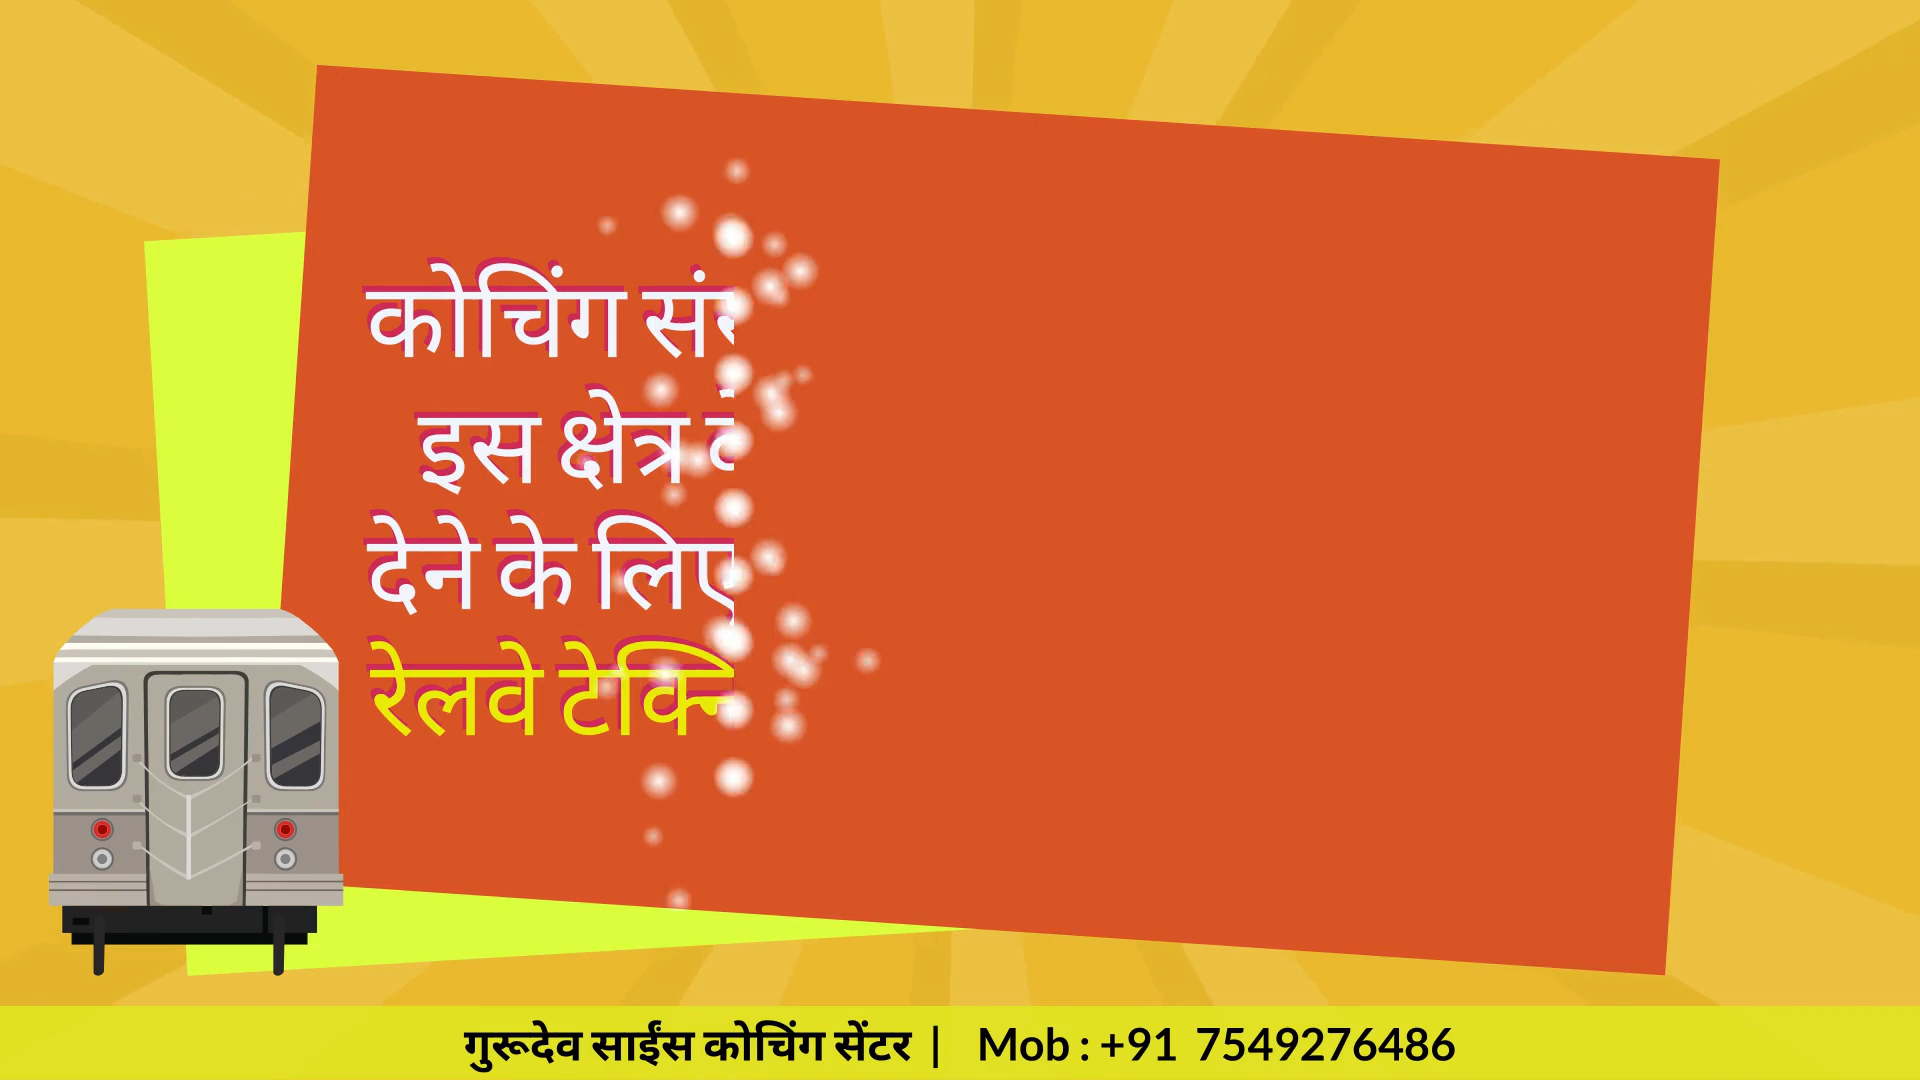 कोचिंग
इस क्षेत्र
देने के
रेलवे
गुरूदेव साईंस कोचिंग सेंटर | Mob : +91 7549276486